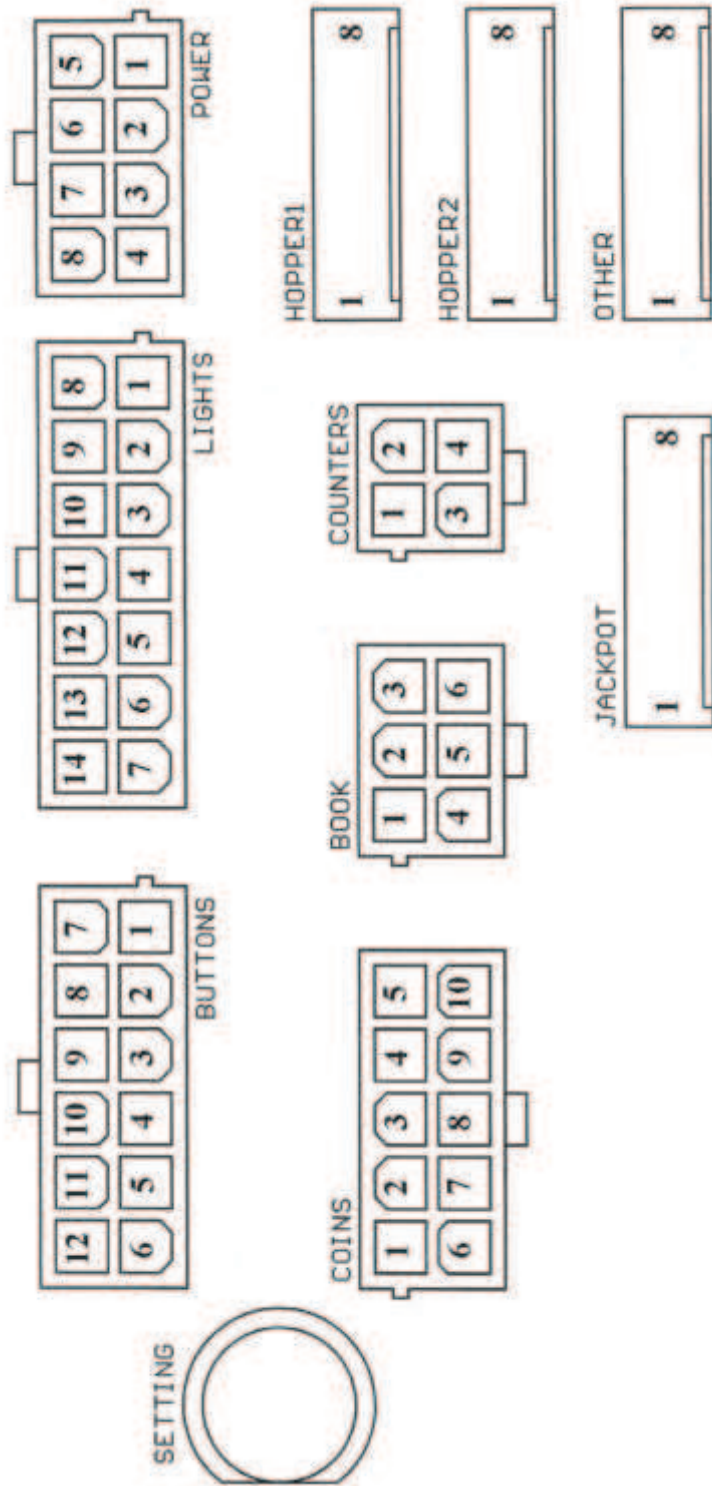 SETTING
12 11 10 9 8 7
6 5 4 3 2 1
BUTTONS
14 13 12 11 10 9 8
7 6 5 4 3 2 1
LIGHTS
8 7 6 5
4 3 2 1
POWER
COINS
1 2 3 4 5
6 7 8 9 10
BOOK
1 2 3
4 5 6
COUNTERS
1 2
3 4
HOPPER1
1 8
HOPPER2
1 8
JACKPOT
1 8
OTHER
1 8